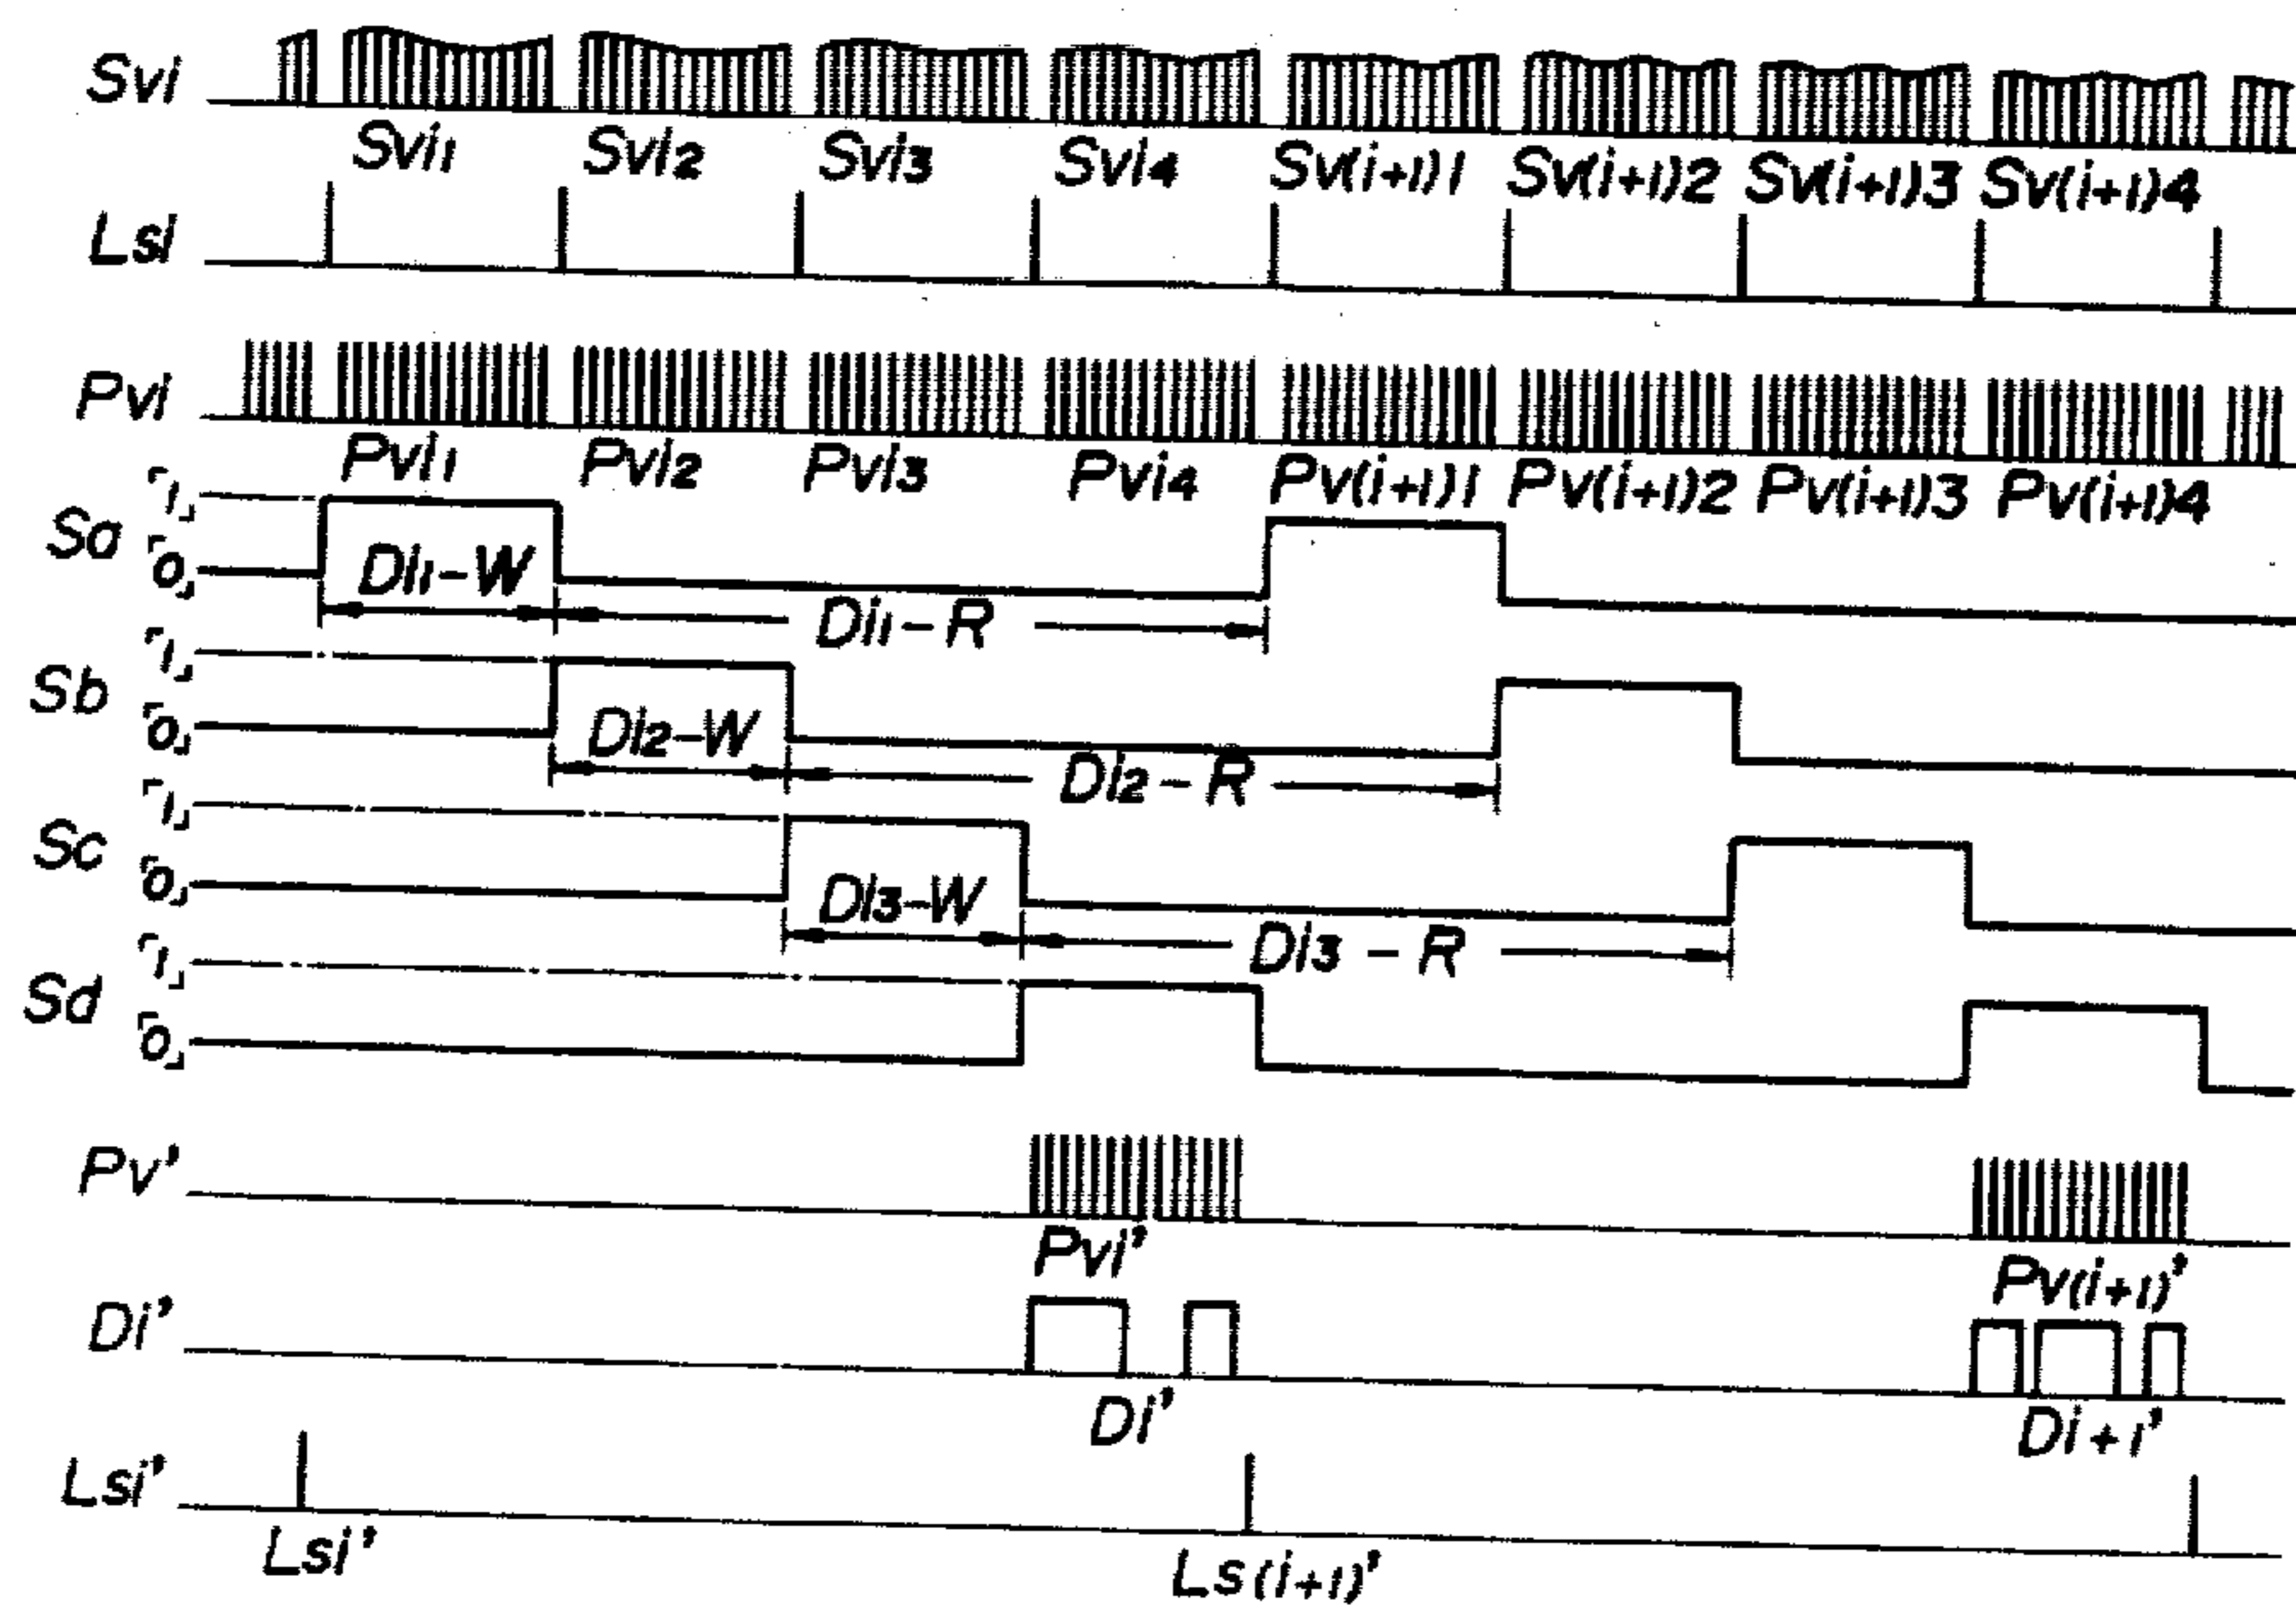 Svi
Svi1 Svi2 Svi3 Svi4 Sv(i+1)1 Sv(i+1)2 Sv(i+1)3 Sv(i+1)4
Lsi
Pvi
Pvi1 Pvi2 Pvi3 Pvi4 Pv(i+1)1 Pv(i+1)2 Pv(i+1)3 Pv(i+1)4
Sa
「1」
「0」
Di1-W
Di1-R
Sb
「1」
「0」
Di2-W
Di2-R
Sc
「1」
「0」
Di3-W
Di3-R
Sd
「1」
「0」
Pv'
Pvi' Pv(i+1)'
Di'
Di' Di+1'
Lsi'
Lsi' Ls(i+1)'